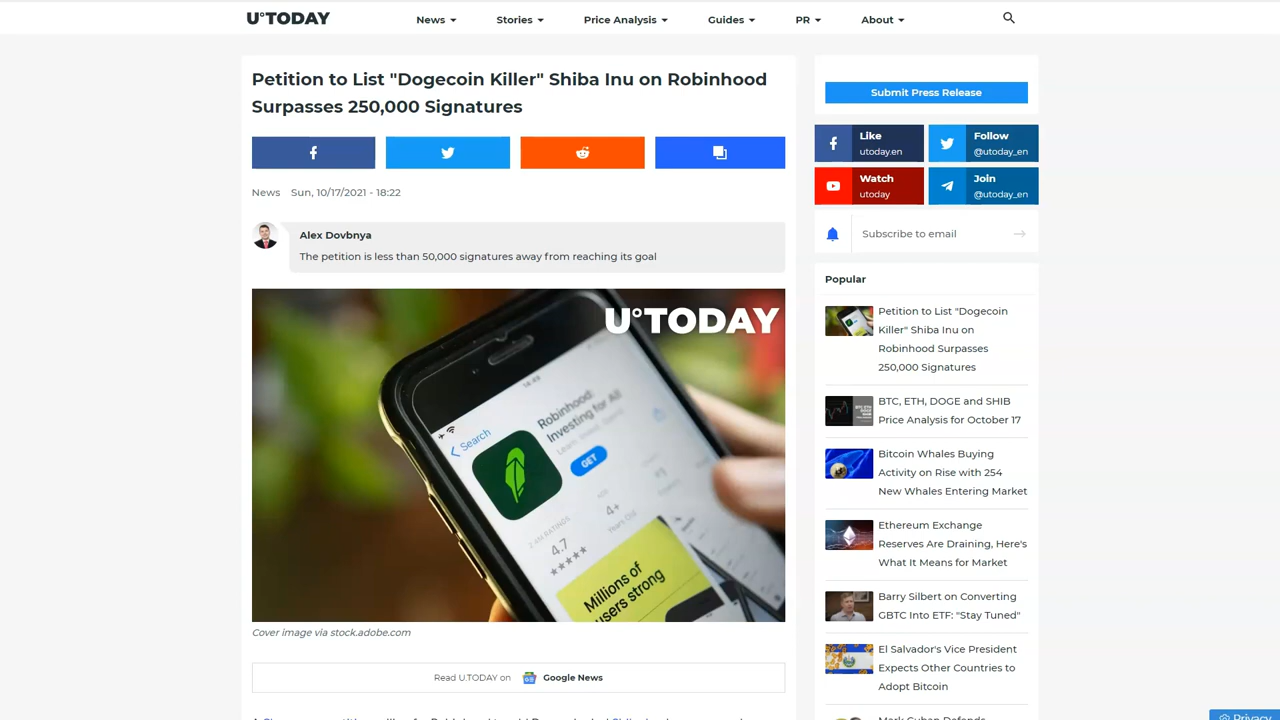 U°TODAY
News
Stories
Price Analysis
Guides
PR
About
Petition to List "Dogecoin Killer" Shiba Inu on Robinhood
Surpasses 250,000 Signatures
News Sun, 10/17/2021 - 18:22
Alex Dovbnya
The petition is less than 50,000 signatures away from reaching its goal
U°TODAY
14:49
Search
Robinhood:
Investing for All
GET
4.7
4+
Millions of
users strong
Cover image via stock.adobe.com
Read U.TODAY on Google News
Submit Press Release
Like
utoday.en
Follow
@utoday_en
Watch
utoday
Join
@utoday_en
Subscribe to email
Popular
Petition to List "Dogecoin
Killer" Shiba Inu on
Robinhood Surpasses
250,000 Signatures
BTC, ETH, DOGE and SHIB
Price Analysis for October 17
Bitcoin Whales Buying
Activity on Rise with 254
New Whales Entering Market
Ethereum Exchange
Reserves Are Draining, Here's
What It Means for Market
Barry Silbert on Converting
GBTC Into ETF: "Stay Tuned"
El Salvador's Vice President
Expects Other Countries to
Adopt Bitcoin
Privacy